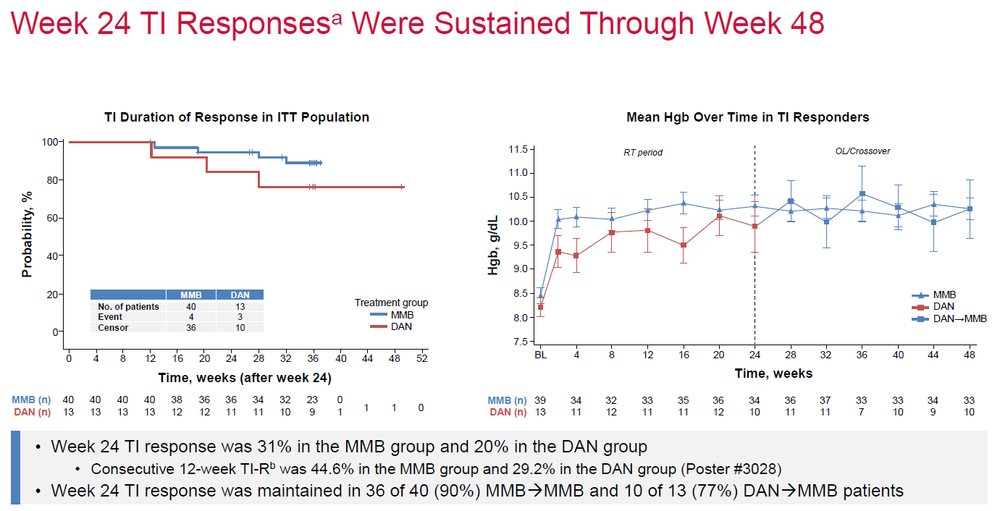 Week 24 TI Responsesª Were Sustained Through Week 48
TI Duration of Response in ITT Population
Probability, %
100
80
60
40
20
0
MMB DAN
No. of patients 40 13
Event 4 3
Censor 36 10
Treatment group
MMB
DAN
0 4 8 12 16 20 24 28 32 36 40 44 48 52
Time, weeks (after week 24)
MMB (n) 40 40 40 40 38 36 36 34 32 23 0
DAN (n) 13 13 13 13 12 12 11 11 10 9 1 1 1 0
Mean Hgb Over Time in TI Responders
Hgb, g/dL
11.5
11.0
10.5
10.0
9.5
9.0
8.5
8.0
7.5
RT period
OL/Crossover
MMB
DAN
DAN→MMB
BL 4 8 12 16 20 24 28 32 36 40 44 48
Time, weeks
MMB (n) 39 34 32 33 35 36 34 36 37 33 33 34 33
DAN (n) 13 11 12 11 11 12 10 11 11 7 10 9 10
• Week 24 TI response was 31% in the MMB group and 20% in the DAN group
• Consecutive 12-week TI-Rᵇ was 44.6% in the MMB group and 29.2% in the DAN group (Poster #3028)
• Week 24 TI response was maintained in 36 of 40 (90%) MMB→MMB and 10 of 13 (77%) DAN→MMB patients